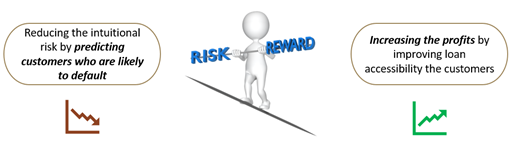 Reducing the intuitional
risk by predicting
customers who are likely
to default
RISK
REWARD
Increasing the profits by
improving loan
accessibility the customers